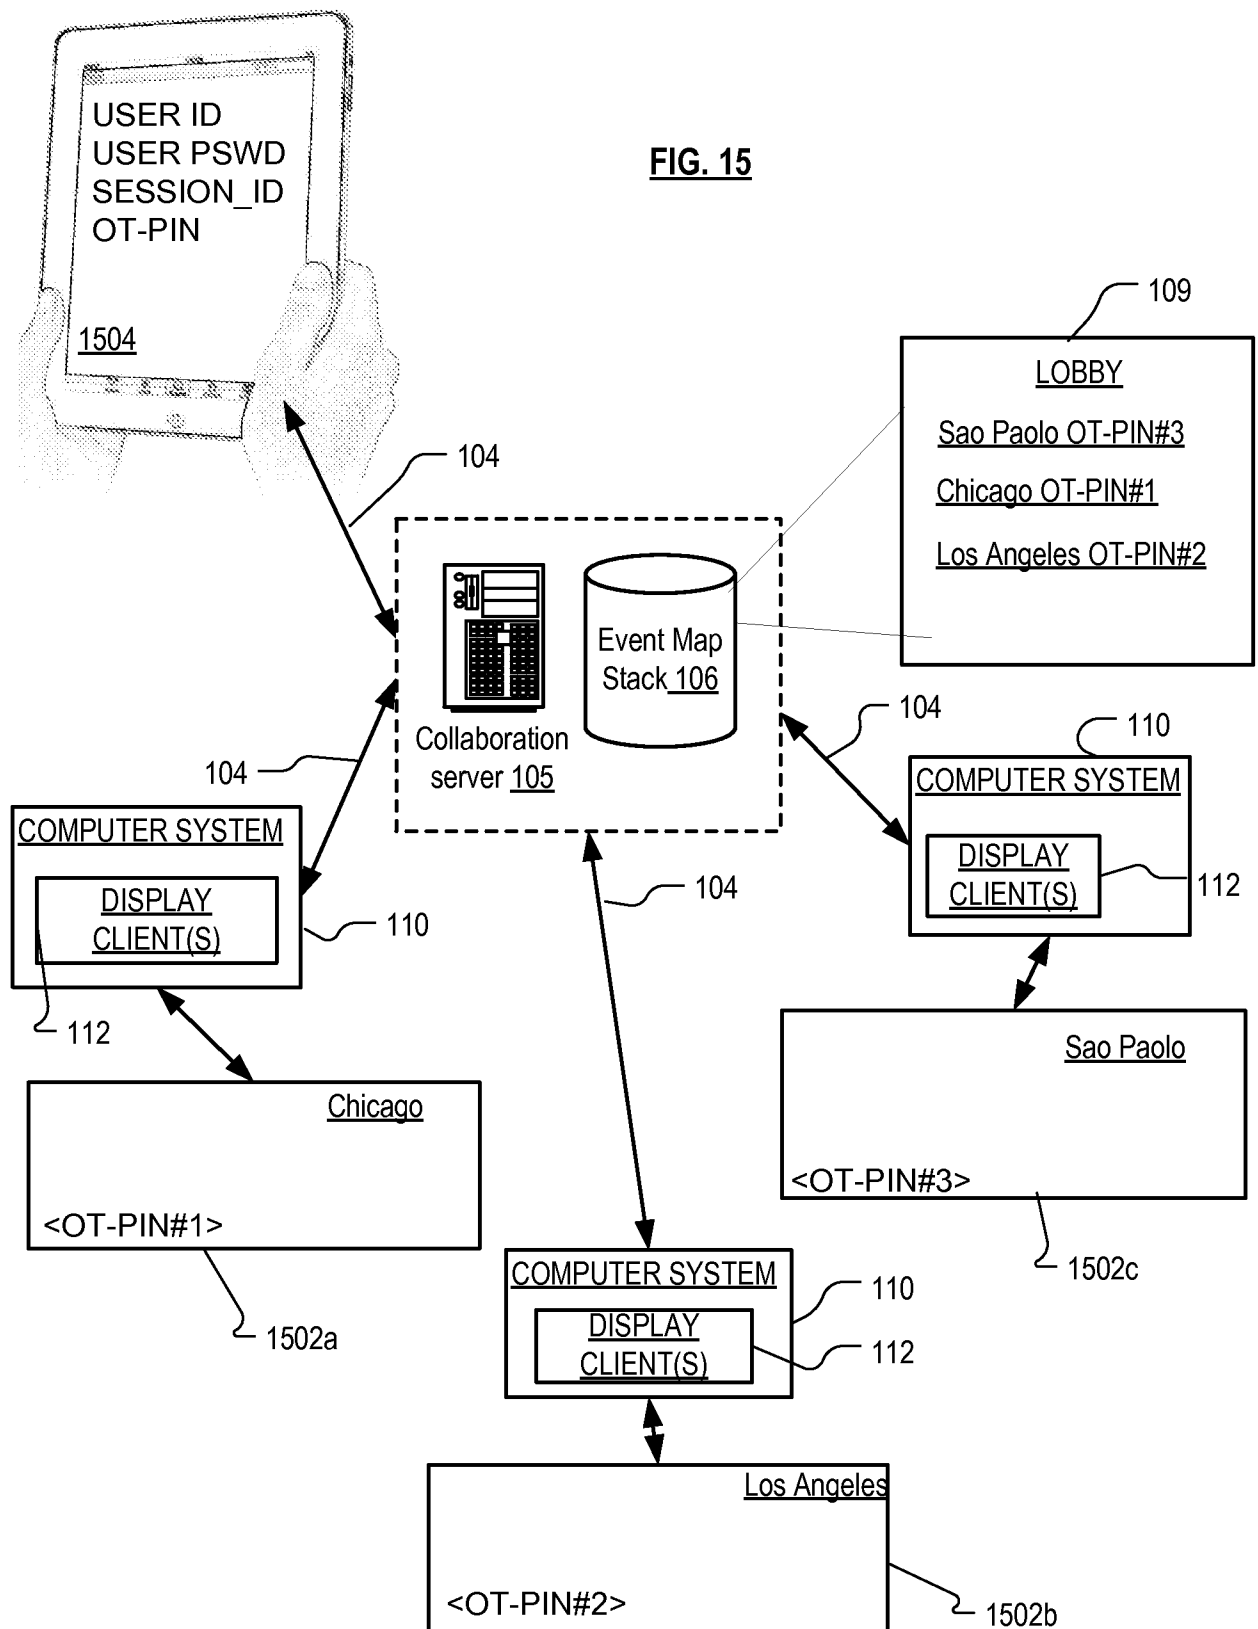 USER ID
USER PSWD
SESSION_ID
OT-PIN
1504
FIG. 15
109
LOBBY
Sao Paolo OT-PIN#3
Chicago OT-PIN#1
Los Angeles OT-PIN#2
104
Event Map
Stack 106
Collaboration
server 105
104
104
110
COMPUTER SYSTEM
DISPLAY
CLIENT(S)
112
COMPUTER SYSTEM
DISPLAY
CLIENT(S)
110
112
104
Sao Paolo
<OT-PIN#3>
1502c
Chicago
<OT-PIN#1>
1502a
COMPUTER SYSTEM
DISPLAY
CLIENT(S)
110
112
Los Angeles
<OT-PIN#2>
1502b